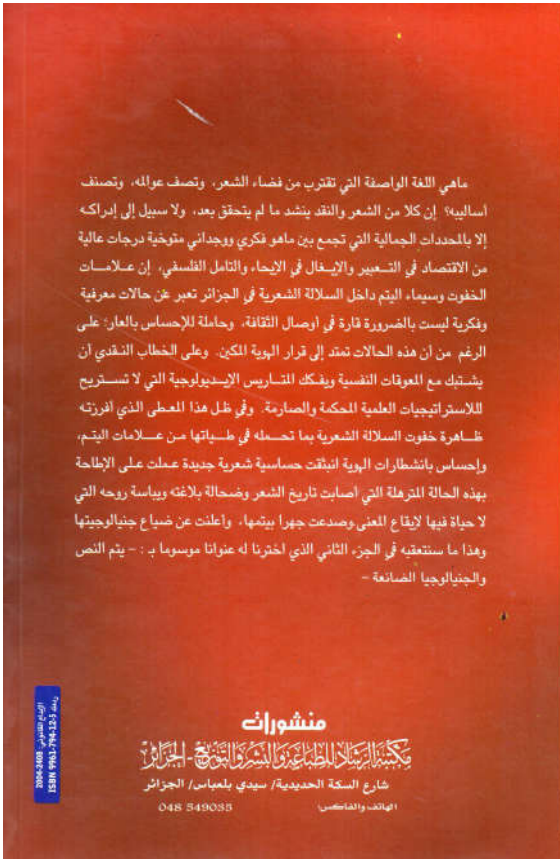 ماهي اللغة الواصفة التي تقترب من فضاء الشعر، وتصف عوالمه، وتصنف
أساليبه؟ إن كلا من الشعر والنقد ينشد ما لم يتحقق بعد، ولا سبيل إلى إدراكه
إلا بالمحددات الجمالية التي تجمع بين ماهو فكري ووجداني متوخية درجات عالية
من الاقتصاد في التعبير والإيغال في الإيحاء والتأمل الفلسفي، إن علامات
الخفوت وسيماء اليتم داخل السلالة الشعرية في الجزائر تعبر عن حالات معرفية
وفكرية ليست بالضرورة قارة في أوصال الثقافة، وحاملة للإحساس بالعار؛ على
الرغم من أن هذه الحالات تمتد إلى قرار الهوية المكين. وعلى الخطاب النقدي أن
يشتبك مع المعوقات النفسية ويفكك المتاريس الإيديولوجية التي لا تستريح
للاستراتيجيات العلمية المحكمة والصارمة. وفي ظل هذا المعطى الذي أفرزته
ظاهرة خفوت السلالة الشعرية بما تحمله في طياتها من علامات اليتم،
وإحساس بانشطارات الهوية انبثقت حساسية شعرية جديدة عملت على الإطاحة
بهذه الحالة المترهلة التي أصابت تاريخ الشعر وضحالة بلاغته ويباسة روحه التي
لا حياة فيها لإيقاع المعنى وصدعت جهرا بيتمها، وأعلنت عن ضياع جنيالوجيتها
وهذا ما سنتعقبه في الجزء الثاني الذي اخترنا له عنوانا موسوما بـ : - يتم النص
والجنيالوجيا الضائعة -
منشورات
مكتبة الرشاد للطباعة والنشر والتوزيع - الجزائر
شارع السكة الحديدية/ سيدي بلعباس/ الجزائر
الهاتف والفاكس: 048 549035
الإيداع القانوني: 2408-2004
ردمك ISBN 9961-794-12-5